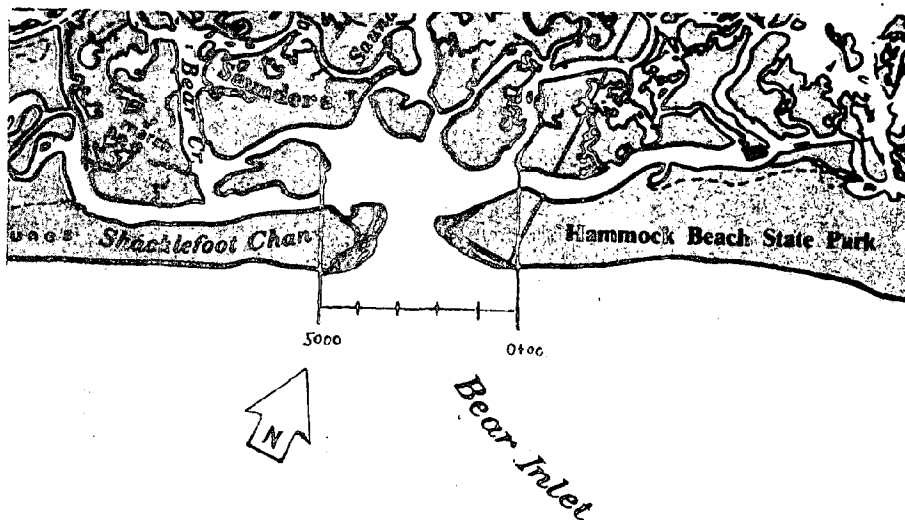 Bear Cr
Saunders
Shacklefoot Chan
Hammock Beach State Park
5000
0+00
N
Bear Inlet